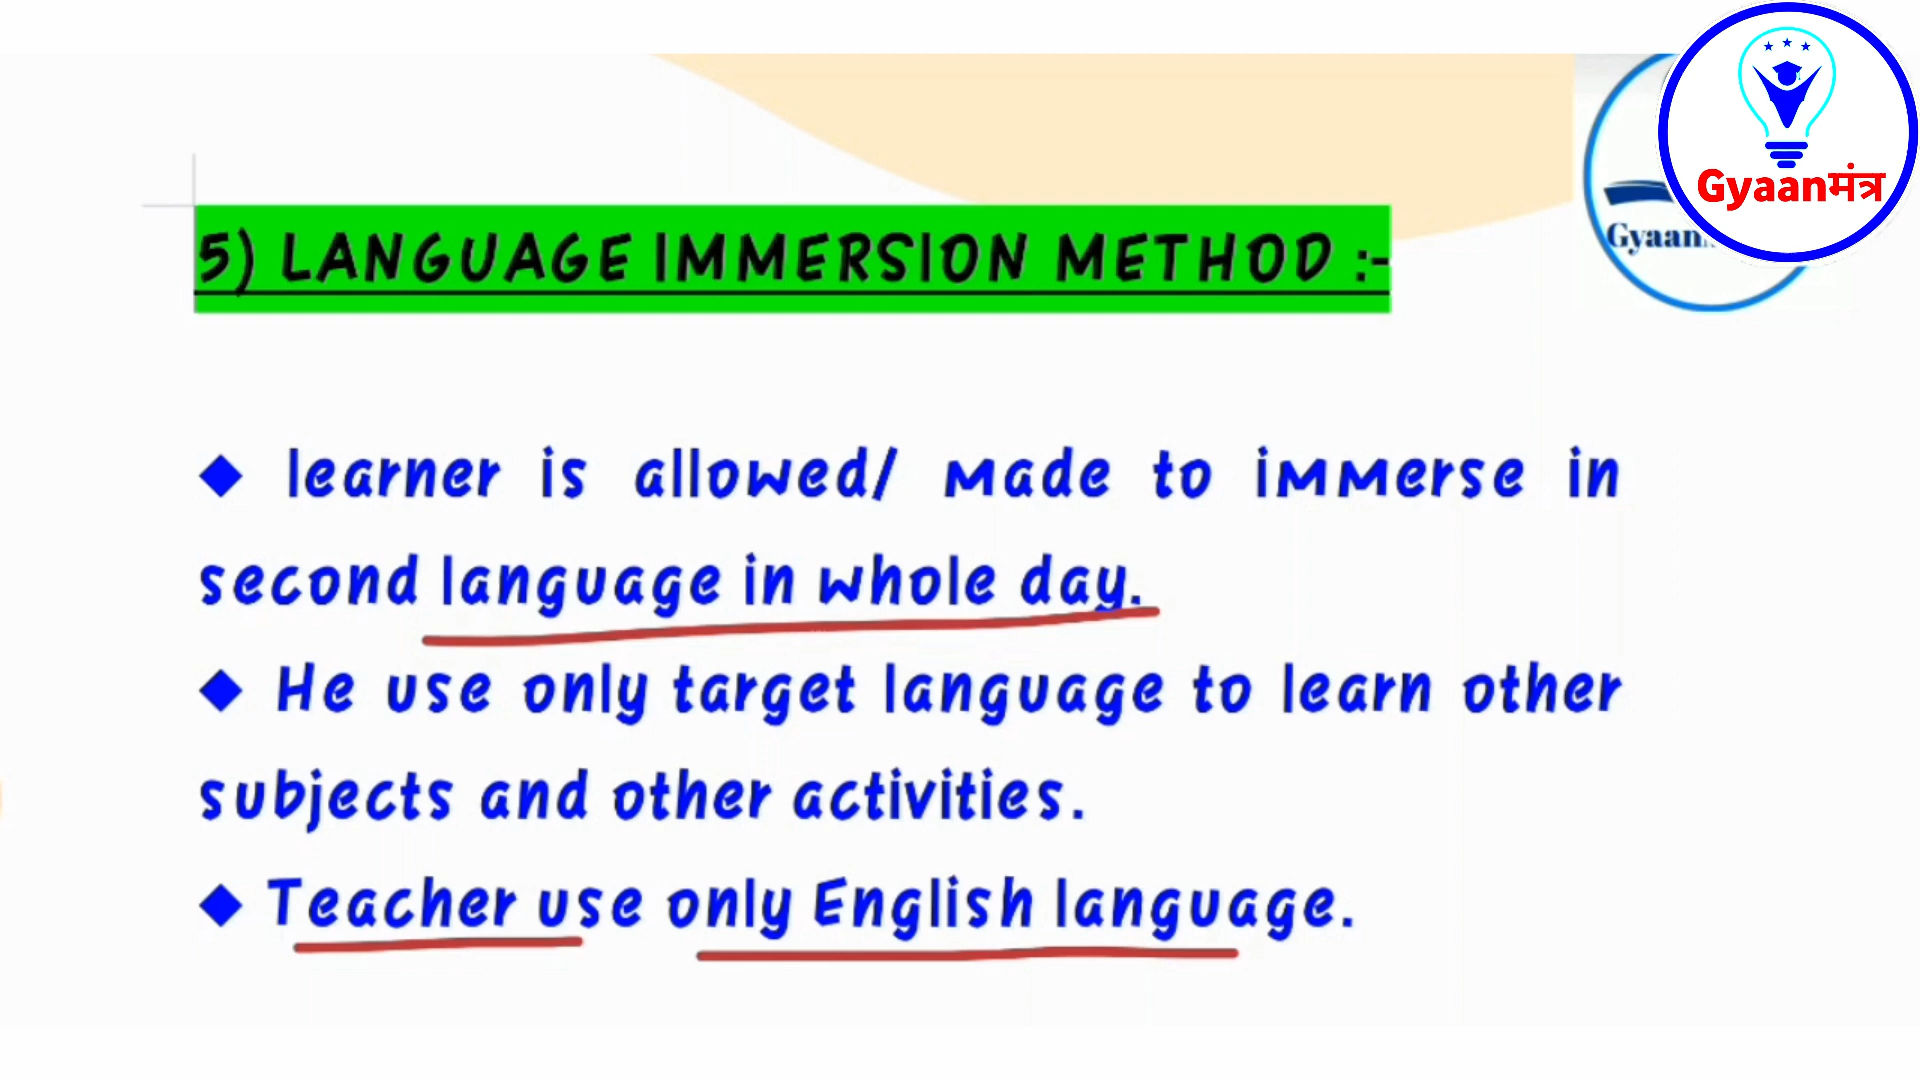 Gyaanमंत्र
Gyaan
5) LANGUAGE IMMERSION METHOD :-
◆ learner is allowed/ made to immerse in
second language in whole day.
◆ He use only target language to learn other
subjects and other activities.
◆ Teacher use only English language.